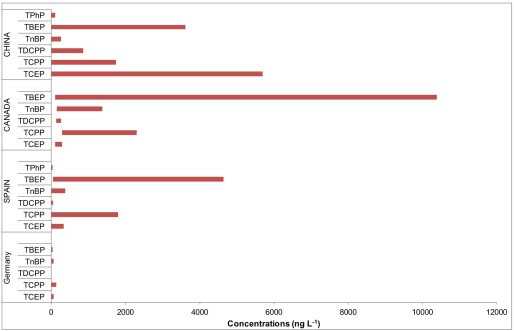 CHINA
TPhP
TBEP
TnBP
TDCPP
TCPP
TCEP
CANADA
TBEP
TnBP
TDCPP
TCPP
TCEP
SPAIN
TPhP
TBEP
TnBP
TDCPP
TCPP
TCEP
Germany
TBEP
TnBP
TDCPP
TCPP
TCEP
0 2000 4000 6000 8000 10000 12000
Concentrations (ng L⁻¹)